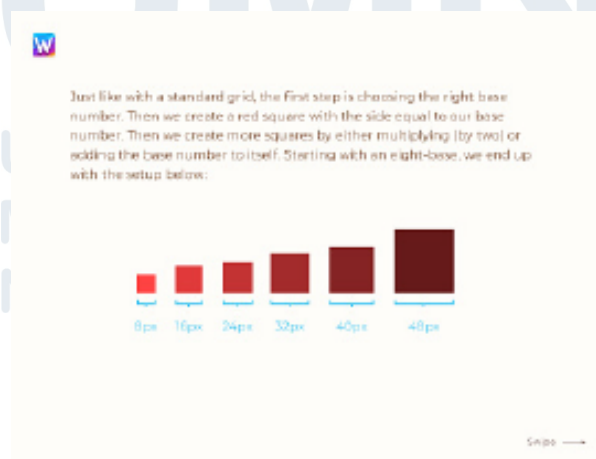 W
Just like with a standard grid, the first step is choosing the right base
number. Then we create a red square with the side equal to our base
number. Then we create more squares by either multiplying (by two) or
adding the base number to itself. Starting with an eight-base, we end up
with the setup below:
8px 16px 24px 32px 40px 48px
Swipe